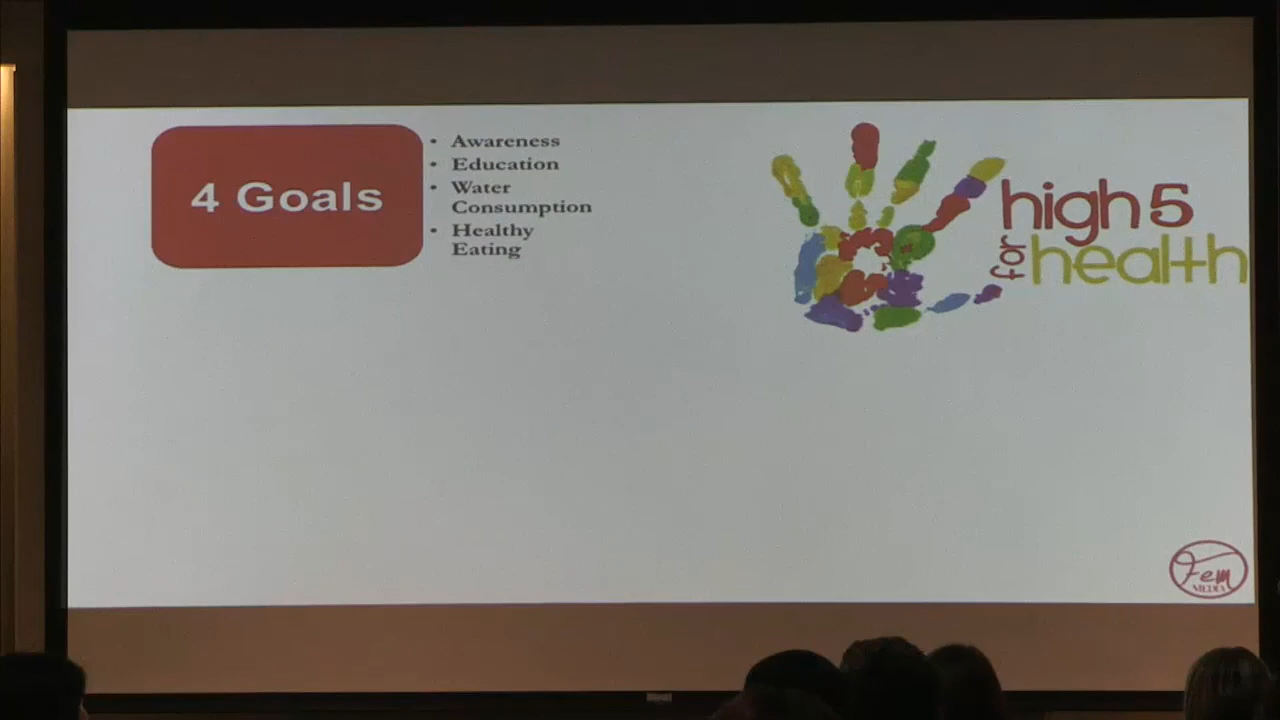 4 Goals
• Awareness
• Education
• Water
Consumption
• Healthy
Eating
high 5
for health
Fem
MEDIA